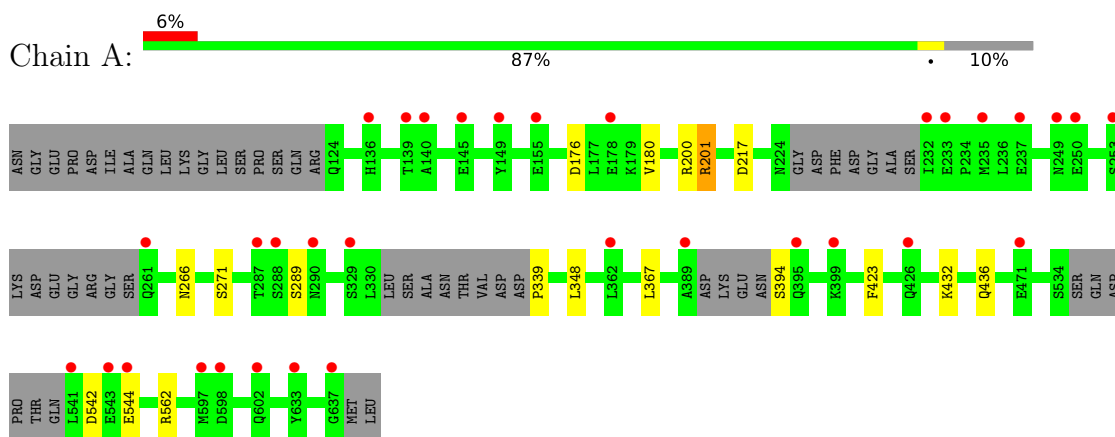 6%
Chain A:
87%
•
10%
ASN GLY GLU PRO ASP ILE ALA GLN LEU LYS GLY LEU SER PRO SER GLN ARG Q124 H136 T139 A140 E145 Y149 E155 D176 L177 E178 K179 V180 R200 R201 D217 N224 GLY ASP PHE ASP GLY ALA SER I232 E233 P234 M235 L236 E237 N249 E250 S253
LYS ASP GLU GLY ARG GLY SER Q261 N266 S271 T287 S288 S289 N290 S329 L330 LEU SER ALA ASN THR VAL ASP ASP P339 L348 L362 L367 A389 ASP LYS GLU ASN S394 Q395 K399 F423 Q426 K432 Q436 E471 S534 SER GLN ASP
PRO THR GLN L541 D542 E543 E544 R562 M597 D598 Q602 Y633 G637 MET LEU